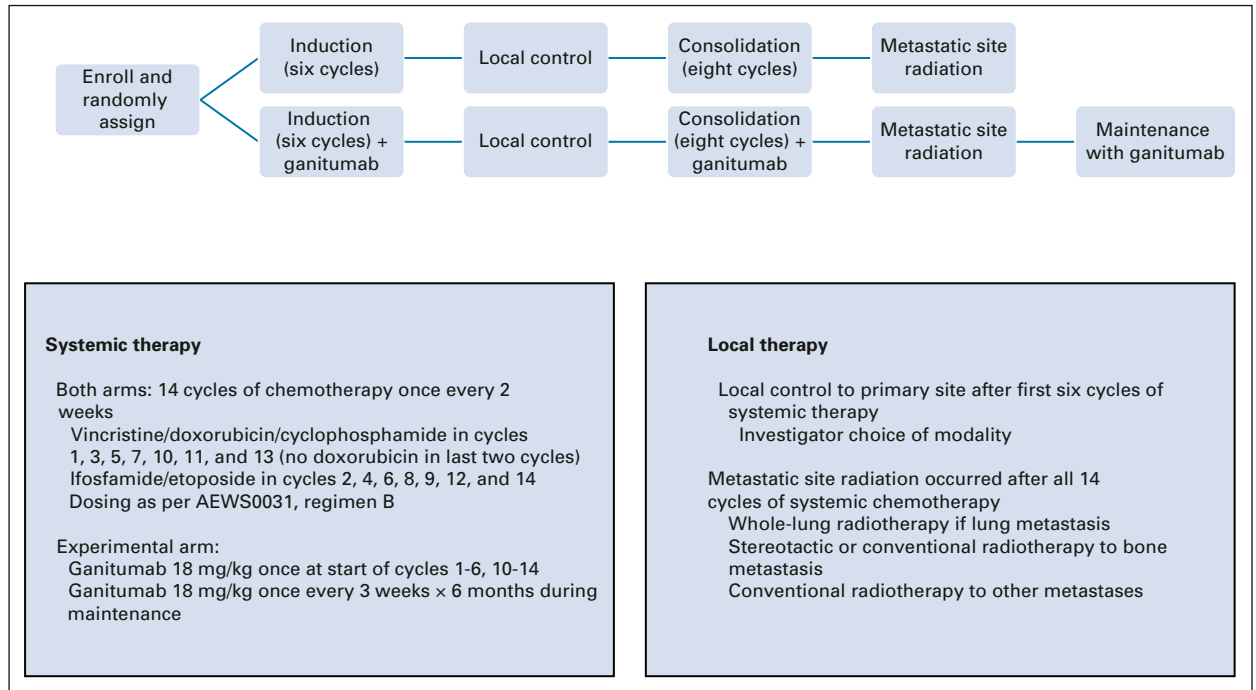 Enroll and
randomly
assign
Induction
(six cycles)
Local control
Consolidation
(eight cycles)
Metastatic site
radiation
Induction
(six cycles) +
ganitumab
Local control
Consolidation
(eight cycles) +
ganitumab
Metastatic site
radiation
Maintenance
with ganitumab
Systemic therapy
Both arms: 14 cycles of chemotherapy once every 2
weeks
Vincristine/doxorubicin/cyclophosphamide in cycles
1, 3, 5, 7, 10, 11, and 13 (no doxorubicin in last two cycles)
Ifosfamide/etoposide in cycles 2, 4, 6, 8, 9, 12, and 14
Dosing as per AEWS0031, regimen B
Experimental arm:
Ganitumab 18 mg/kg once at start of cycles 1-6, 10-14
Ganitumab 18 mg/kg once every 3 weeks × 6 months during
maintenance
Local therapy
Local control to primary site after first six cycles of
systemic therapy
Investigator choice of modality
Metastatic site radiation occurred after all 14
cycles of systemic chemotherapy
Whole-lung radiotherapy if lung metastasis
Stereotactic or conventional radiotherapy to bone
metastasis
Conventional radiotherapy to other metastases